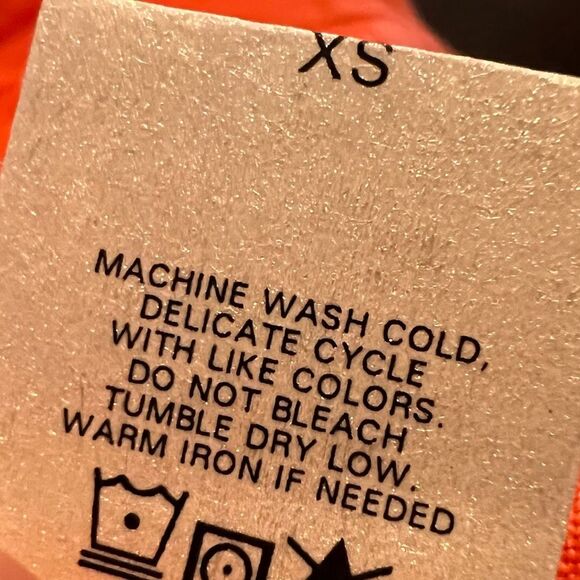 XS
MACHINE WASH COLD,
DELICATE CYCLE
WITH LIKE COLORS.
DO NOT BLEACH
TUMBLE DRY LOW.
WARM IRON IF NEEDED